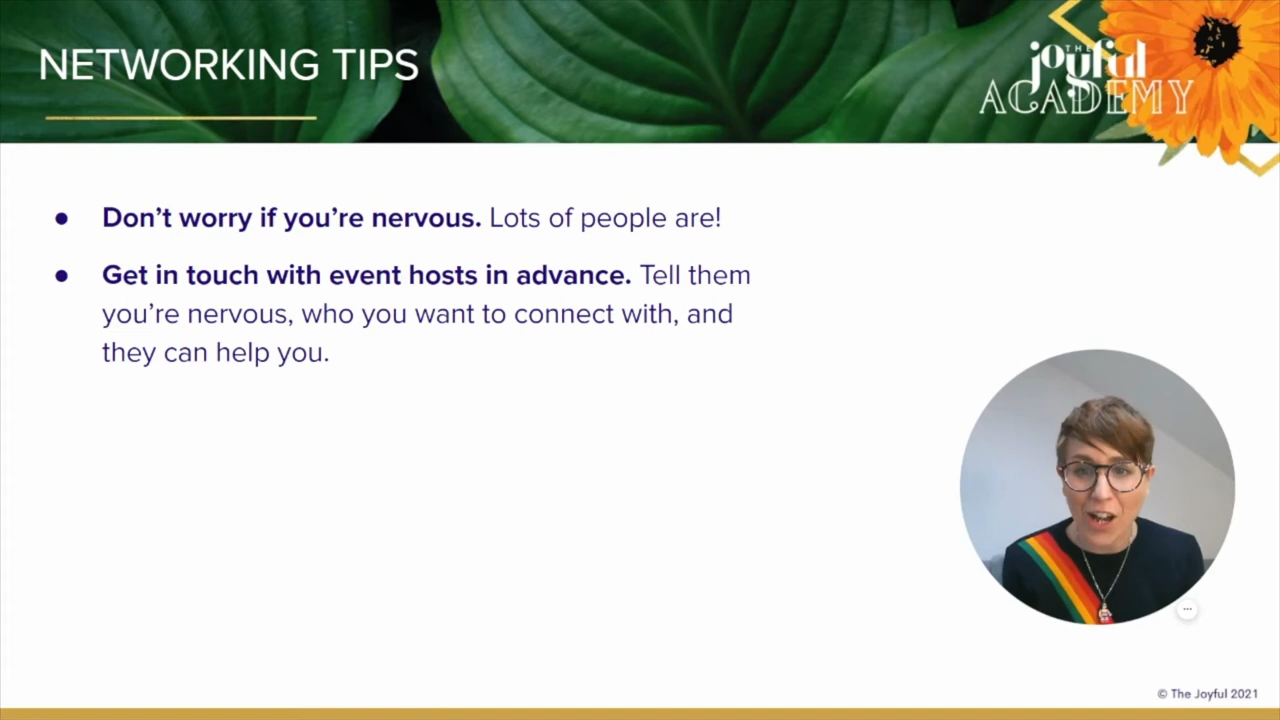 NETWORKING TIPS
THE
joyful
ACADEMY
● Don’t worry if you’re nervous. Lots of people are!
● Get in touch with event hosts in advance. Tell them
you’re nervous, who you want to connect with, and
they can help you.
© The Joyful 2021